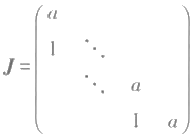 J = ( a
1 ⋱
⋱ a
1 a )